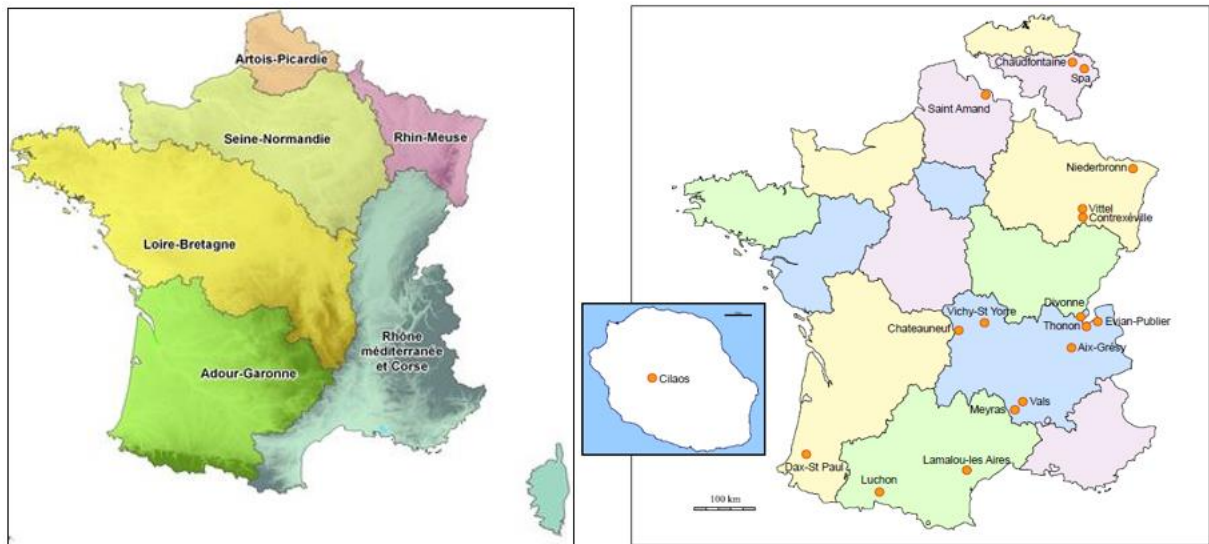 Artois-Picardie
Seine-Normandie
Rhin-Meuse
Loire-Bretagne
Rhône
méditerranée
et Corse
Adour-Garonne
Chaudfontaine
Spa
Saint Amand
Niederbronn
Vittel
Contrexéville
Divonne
Vichy-St Yorre
Evian-Publier
Thonon
Chateauneuf
Aix-Grésy
Cilaos
Vals
Meyras
Dax-St Paul
Lamalou-les Aires
Luchon
100 km